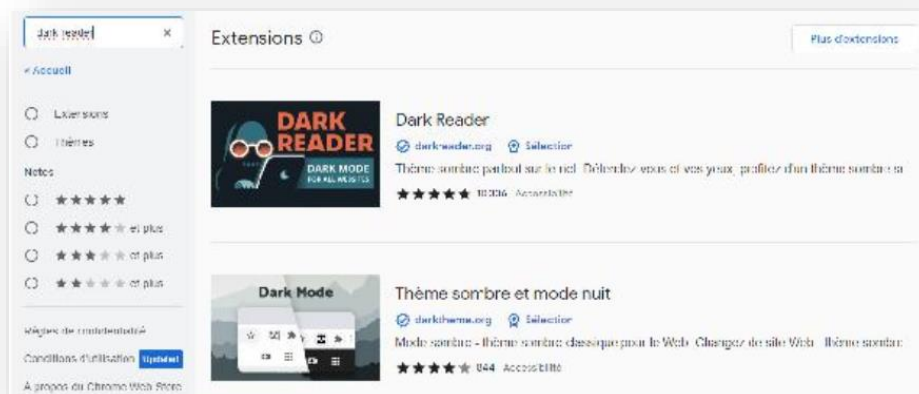 dark reader
Extensions
Plus d'extensions
< Accueil
Extensions
Thèmes
Notes
et plus
et plus
et plus
Règles de confidentialité
Conditions d'utilisation Updated
À propos du Chrome Web Store
DARK
READER
DARK MODE
FOR ALL WEBSITES
Dark Reader
darkreader.org Sélection
Thème sombre partout sur le net. Détendez vous et vos yeux, profitez d'un thème sombre
Accessibilité
Dark Mode
Thème sombre et mode nuit
darktheme.org Sélection
Mode sombre - thème sombre classique pour le Web. Changez de site Web thème sombre
844 Accessibilité